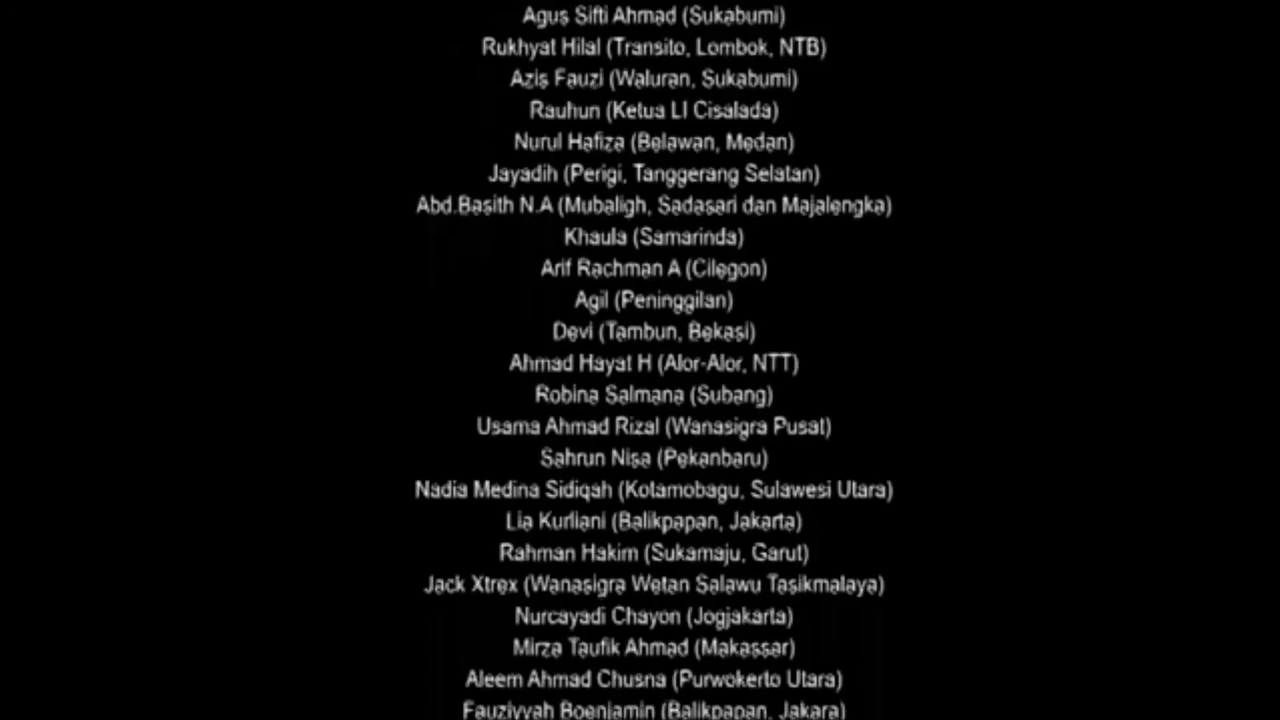 Agus Sifti Ahmad (Sukabumi)
Rukhyat Hilal (Transito, Lombok, NTB)
Azis Fauzi (Waluran, Sukabumi)
Rauhun (Ketua LI Cisalada)
Nurul Hafiza (Belawan, Medan)
Jayadih (Perigi, Tanggerang Selatan)
Abd.Basith N.A (Mubaligh, Sadasari dan Majalengka)
Khaula (Samarinda)
Arif Rachman A (Cilegon)
Agil (Peninggilan)
Devi (Tambun, Bekasi)
Ahmad Hayat H (Alor-Alor, NTT)
Robina Salmana (Subang)
Usama Ahmad Rizal (Wanasigra Pusat)
Sahrun Nisa (Pekanbaru)
Nadia Medina Sidiqah (Kotamobagu, Sulawesi Utara)
Lia Kurliani (Balikpapan, Jakarta)
Rahman Hakim (Sukamaju, Garut)
Jack Xtrex (Wanasigra Wetan Salawu Tasikmalaya)
Nurcayadi Chayon (Jogjakarta)
Mirza Taufik Ahmad (Makassar)
Aleem Ahmad Chusna (Purwokerto Utara)
Fauziyyah Boenjamin (Balikpapan, Jakara)